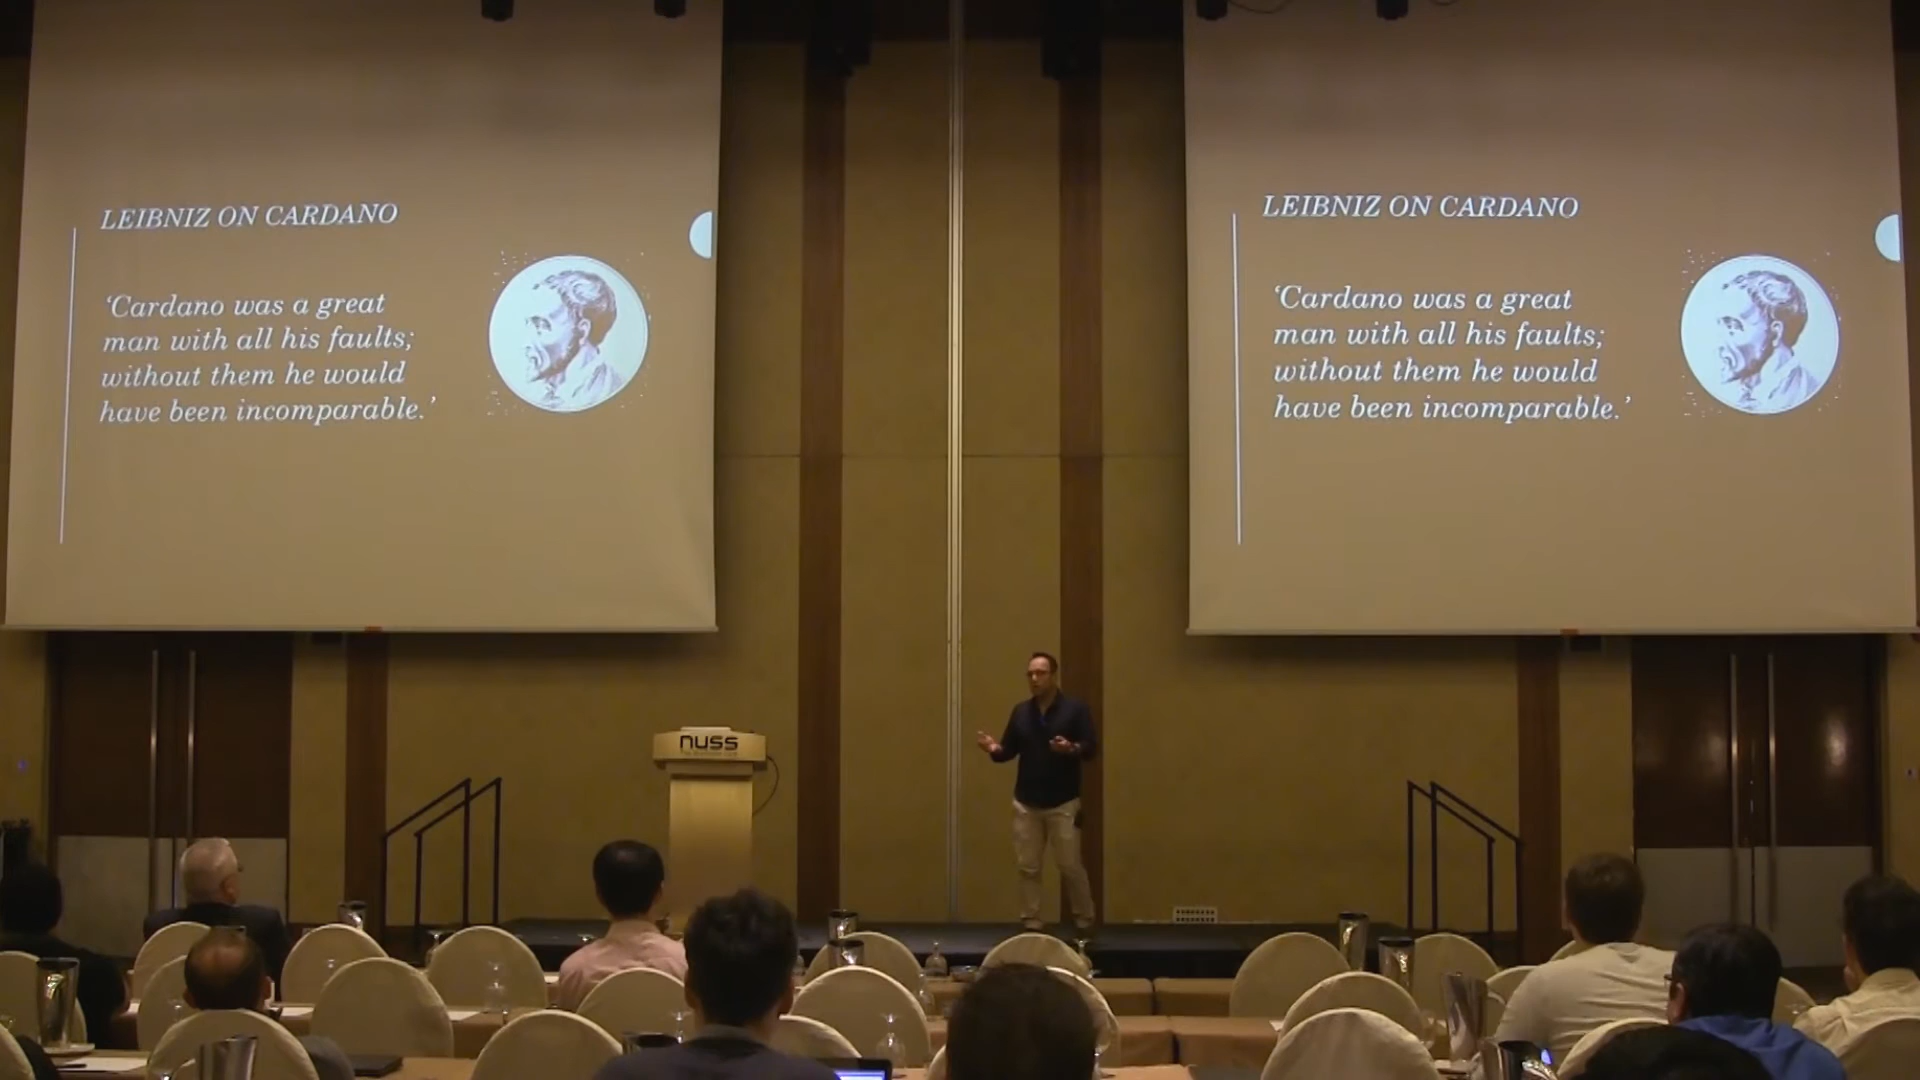 LEIBNIZ ON CARDANO
‘Cardano was a great
man with all his faults;
without them he would
have been incomparable.’
LEIBNIZ ON CARDANO
‘Cardano was a great
man with all his faults;
without them he would
have been incomparable.’
nuss